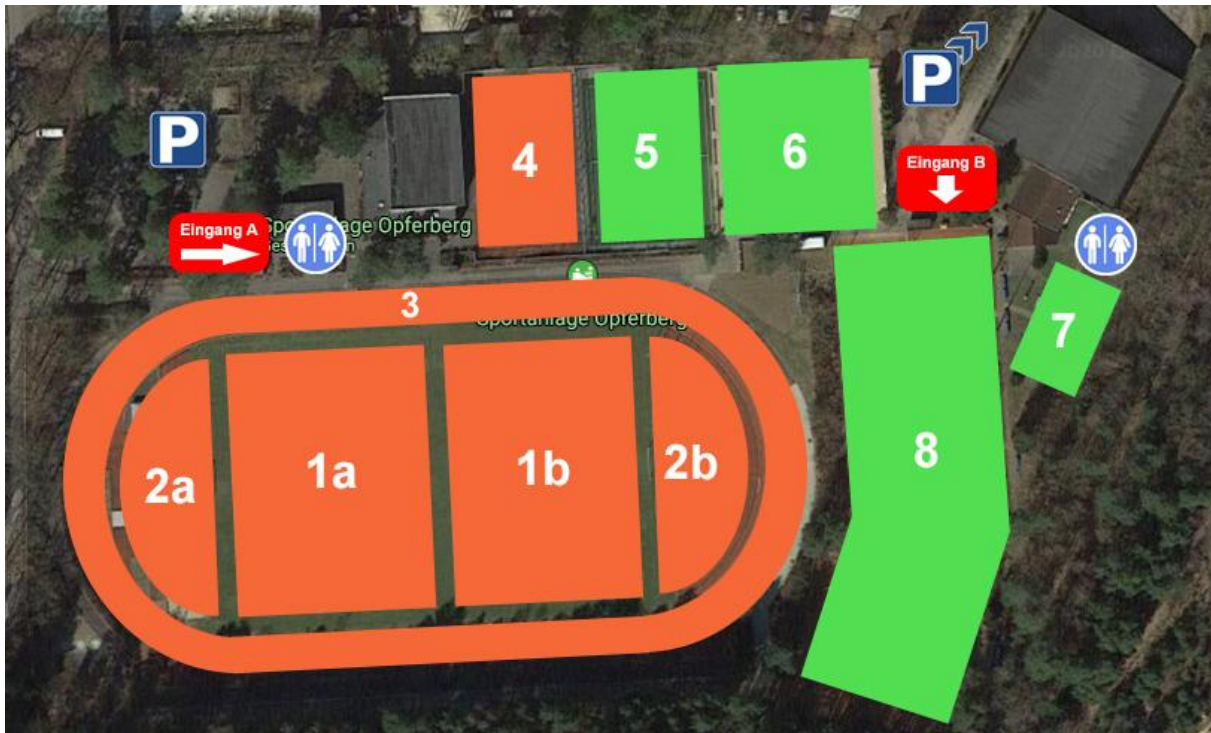 P
P
4
5
6
Eingang B
Eingang A
Sportanlage Opferberg
3
Sportanlage Opferberg
7
2a
1a
1b
2b
8